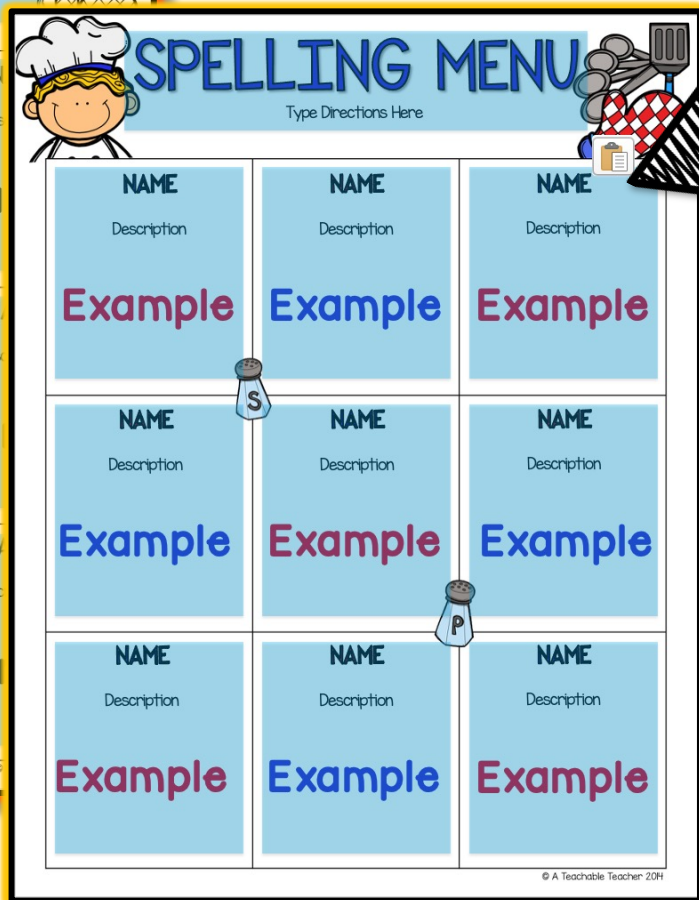 SPELLING MENU
Type Directions Here
NAME
Description
Example
NAME
Description
Example
NAME
Description
Example
S
NAME
Description
Example
NAME
Description
Example
NAME
Description
Example
P
NAME
Description
Example
NAME
Description
Example
NAME
Description
Example
© A Teachable Teacher 2014